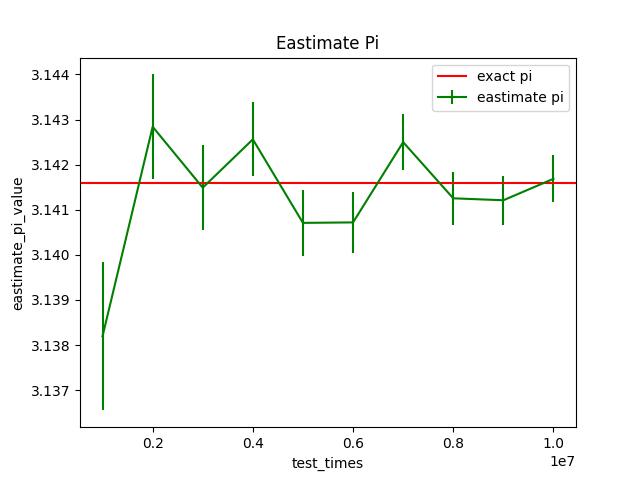 Eastimate Pi
exact pi
eastimate pi
eastimate_pi_value
3.144
3.143
3.142
3.141
3.140
3.139
3.138
3.137
0.2 0.4 0.6 0.8 1.0
1e7
test_times